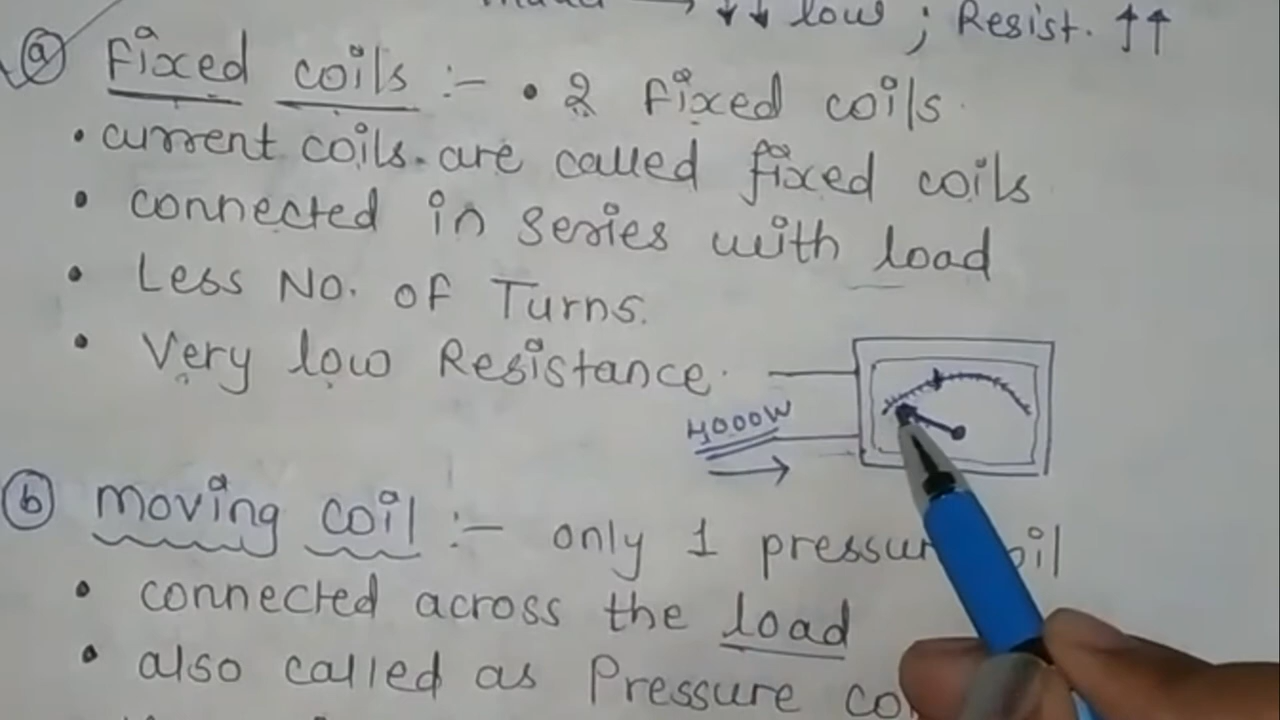 ↓↓ low ; Resist. ↑↑
(a) Fixed coils :- • 2 fixed coils.
• current coils. are called fixed coils
• connected in series with load
• Less No. of Turns.
• Very low Resistance.
4000W
(b) moving coil :- only 1 pressur oil
• connected across the load
• also called as Pressure co